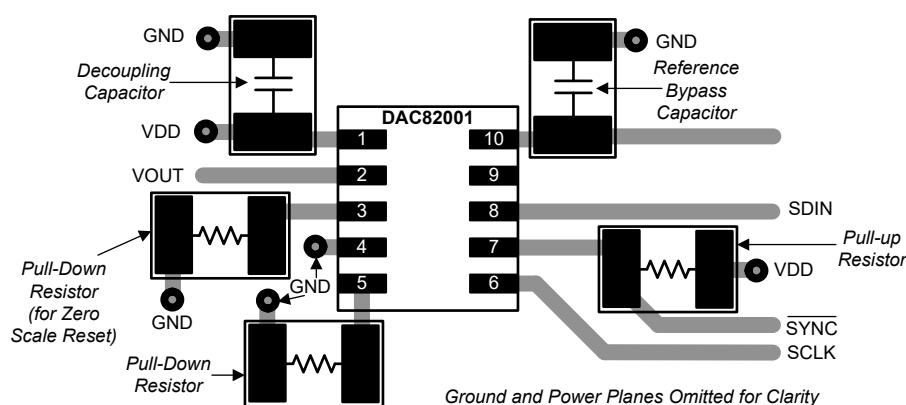 GND
Decoupling
Capacitor
VDD
VOUT
DAC82001
1
2
3
4
5
10
9
8
7
6
GND
Reference
Bypass
Capacitor
SDIN
Pull-up
Resistor
VDD
SYNC
SCLK
Pull-Down
Resistor
(for Zero
Scale Reset)
GND
GND
Pull-Down
Resistor
Ground and Power Planes Omitted for Clarity